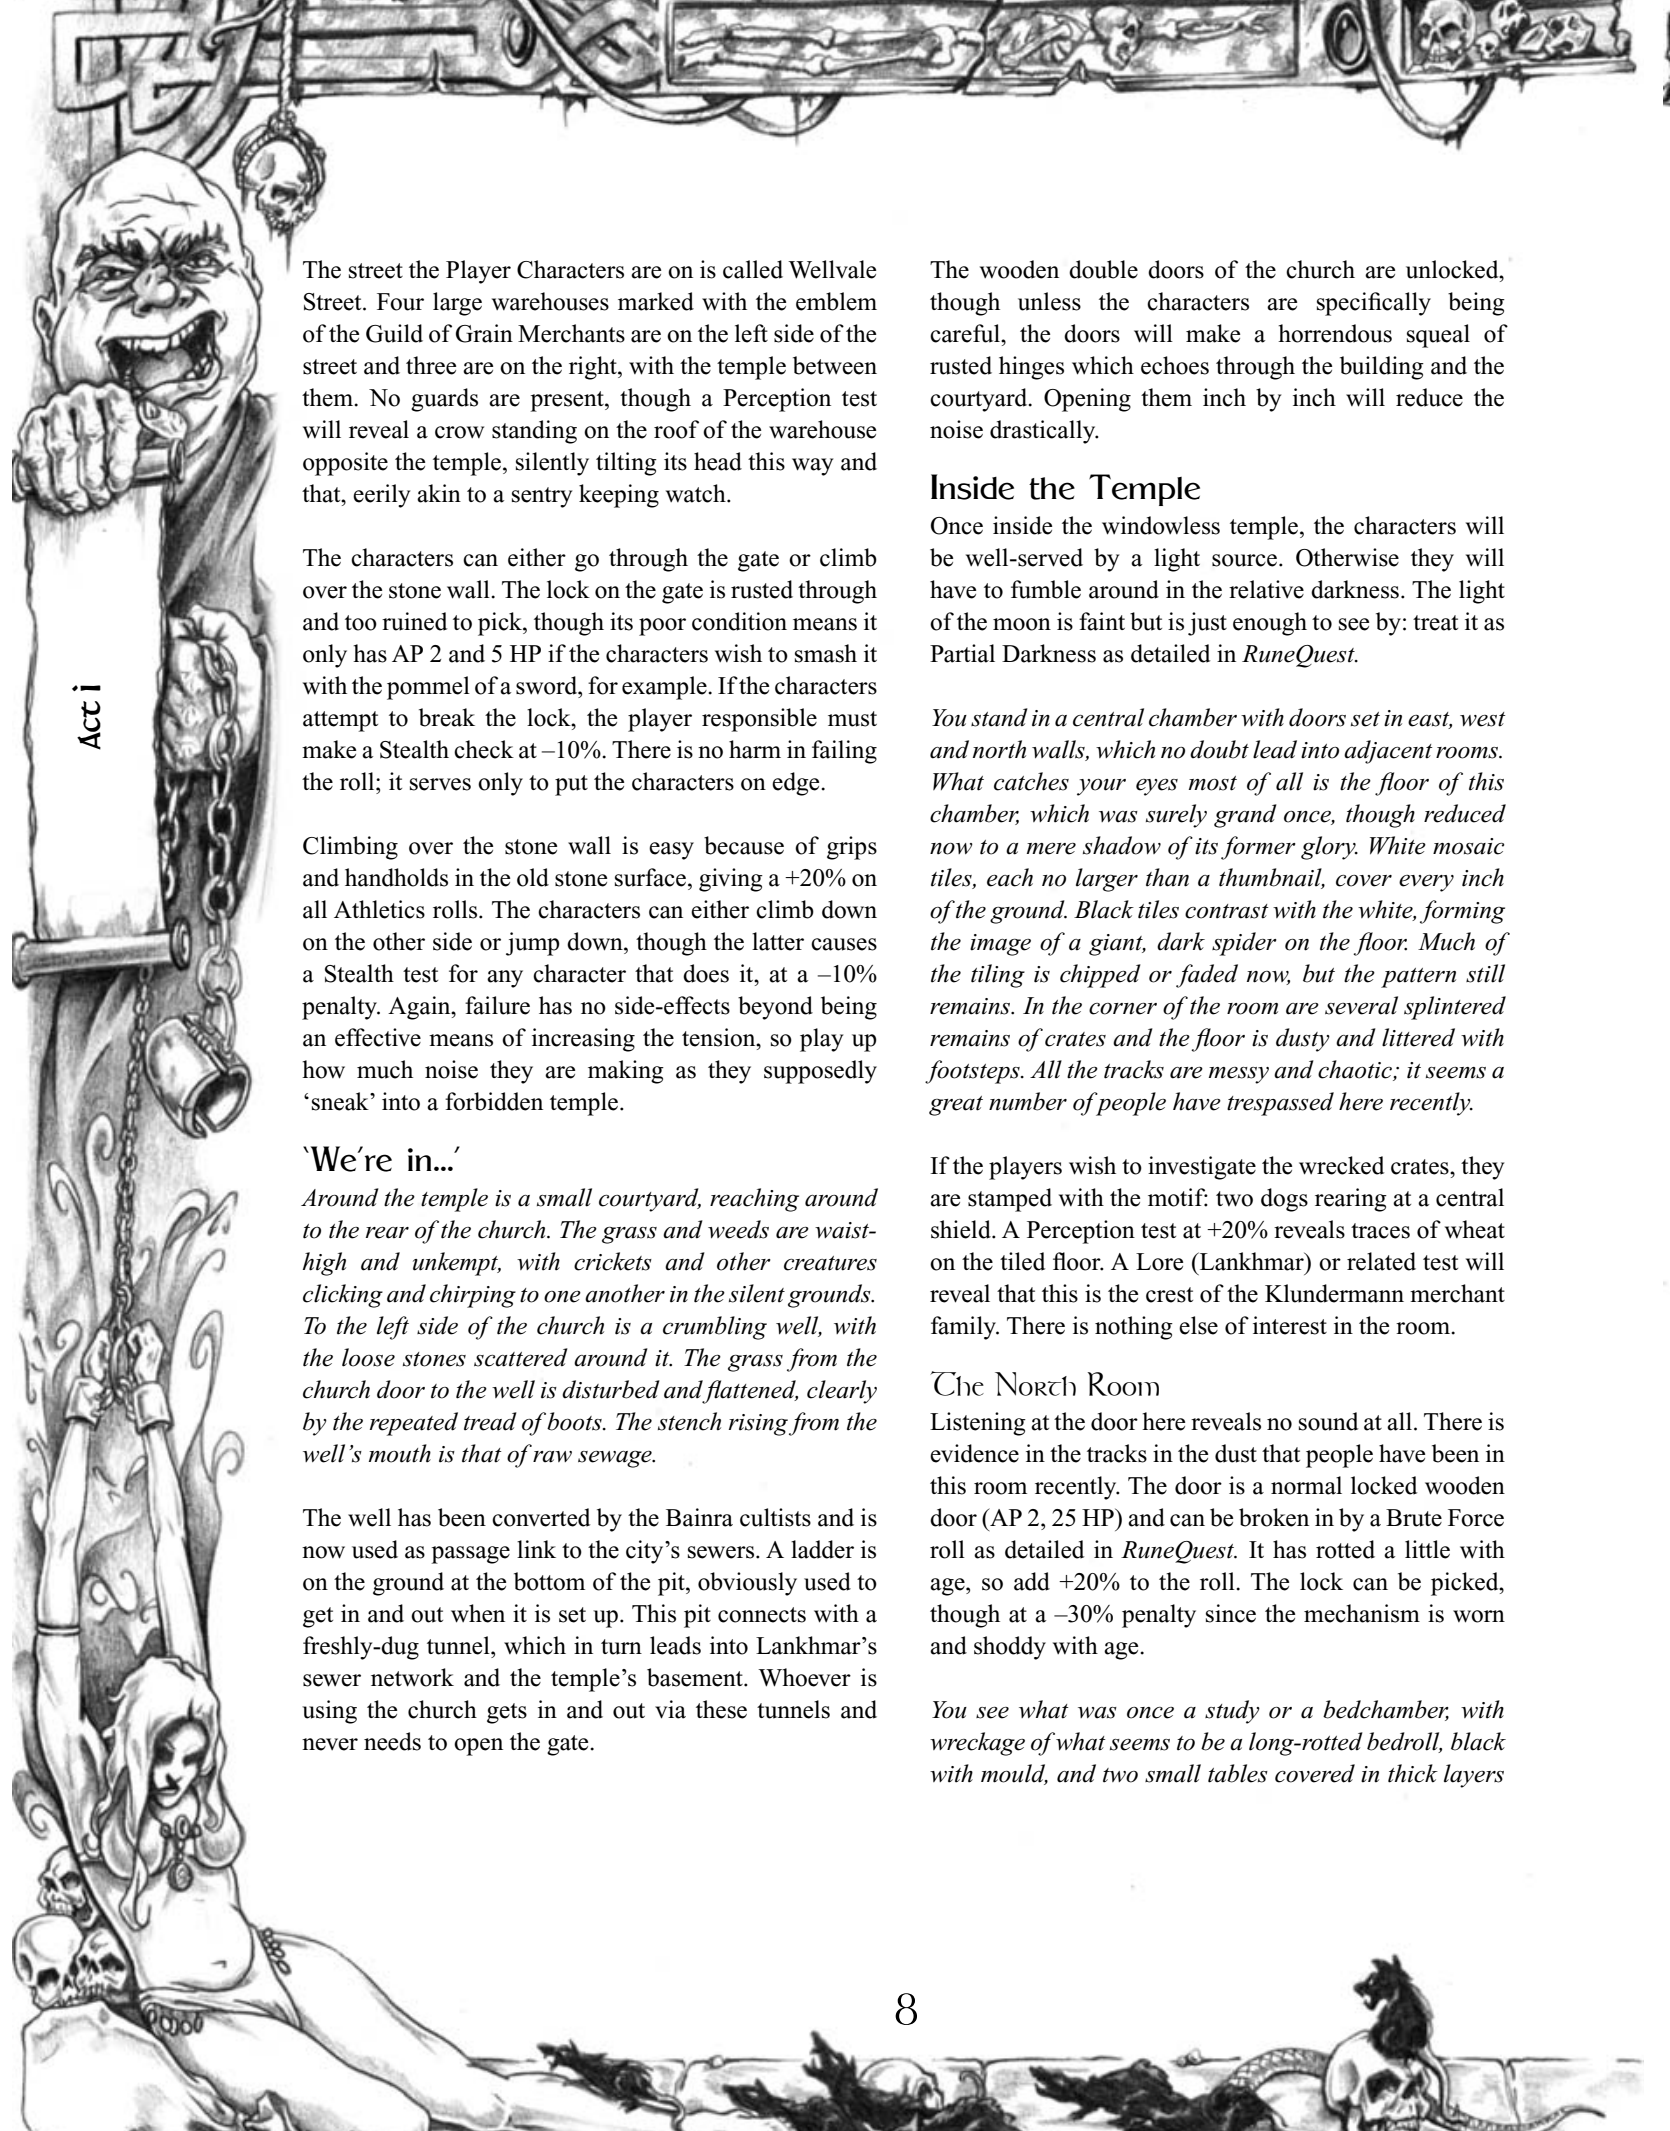 Act i
The street the Player Characters are on is called Wellvale
Street. Four large warehouses marked with the emblem
of the Guild of Grain Merchants are on the left side of the
street and three are on the right, with the temple between
them. No guards are present, though a Perception test
will reveal a crow standing on the roof of the warehouse
opposite the temple, silently tilting its head this way and
that, eerily akin to a sentry keeping watch.
The characters can either go through the gate or climb
over the stone wall. The lock on the gate is rusted through
and too ruined to pick, though its poor condition means it
only has AP 2 and 5 HP if the characters wish to smash it
with the pommel of a sword, for example. If the characters
attempt to break the lock, the player responsible must
make a Stealth check at –10%. There is no harm in failing
the roll; it serves only to put the characters on edge.
Climbing over the stone wall is easy because of grips
and handholds in the old stone surface, giving a +20% on
all Athletics rolls. The characters can either climb down
on the other side or jump down, though the latter causes
a Stealth test for any character that does it, at a –10%
penalty. Again, failure has no side-effects beyond being
an effective means of increasing the tension, so play up
how much noise they are making as they supposedly
‘sneak’ into a forbidden temple.
‘We’re in...’
Around the temple is a small courtyard, reaching around
to the rear of the church. The grass and weeds are waist-
high and unkempt, with crickets and other creatures
clicking and chirping to one another in the silent grounds.
To the left side of the church is a crumbling well, with
the loose stones scattered around it. The grass from the
church door to the well is disturbed and flattened, clearly
by the repeated tread of boots. The stench rising from the
well’s mouth is that of raw sewage.
The well has been converted by the Bainra cultists and is
now used as passage link to the city’s sewers. A ladder is
on the ground at the bottom of the pit, obviously used to
get in and out when it is set up. This pit connects with a
freshly-dug tunnel, which in turn leads into Lankhmar’s
sewer network and the temple’s basement. Whoever is
using the church gets in and out via these tunnels and
never needs to open the gate.
The wooden double doors of the church are unlocked,
though unless the characters are specifically being
careful, the doors will make a horrendous squeal of
rusted hinges which echoes through the building and the
courtyard. Opening them inch by inch will reduce the
noise drastically.
Inside the Temple
Once inside the windowless temple, the characters will
be well-served by a light source. Otherwise they will
have to fumble around in the relative darkness. The light
of the moon is faint but is just enough to see by: treat it as
Partial Darkness as detailed in RuneQuest.
You stand in a central chamber with doors set in east, west
and north walls, which no doubt lead into adjacent rooms.
What catches your eyes most of all is the floor of this
chamber, which was surely grand once, though reduced
now to a mere shadow of its former glory. White mosaic
tiles, each no larger than a thumbnail, cover every inch
of the ground. Black tiles contrast with the white, forming
the image of a giant, dark spider on the floor. Much of
the tiling is chipped or faded now, but the pattern still
remains. In the corner of the room are several splintered
remains of crates and the floor is dusty and littered with
footsteps. All the tracks are messy and chaotic; it seems a
great number of people have trespassed here recently.
If the players wish to investigate the wrecked crates, they
are stamped with the motif: two dogs rearing at a central
shield. A Perception test at +20% reveals traces of wheat
on the tiled floor. A Lore (Lankhmar) or related test will
reveal that this is the crest of the Klundermann merchant
family. There is nothing else of interest in the room.
The North Room
Listening at the door here reveals no sound at all. There is
evidence in the tracks in the dust that people have been in
this room recently. The door is a normal locked wooden
door (AP 2, 25 HP) and can be broken in by a Brute Force
roll as detailed in RuneQuest. It has rotted a little with
age, so add +20% to the roll. The lock can be picked,
though at a –30% penalty since the mechanism is worn
and shoddy with age.
You see what was once a study or a bedchamber, with
wreckage of what seems to be a long-rotted bedroll, black
with mould, and two small tables covered in thick layers
8